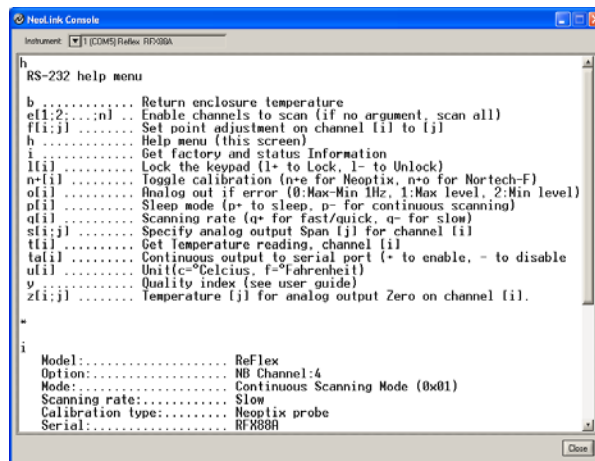 NeoLink Console
Instrument: 1 (COM5) Reflex RFX88A
h
RS-232 help menu
b ............. Return enclosure temperature
e[1;2;...;n] .. Enable channels to scan (if no argument, scan all)
f[i;j] ........ Set point adjustment on channel [i] to [j]
h ............. Help menu (this screen)
i ............. Get factory and status Information
l[i] .......... Lock the keypad (l+ to Lock, l- to Unlock)
n+[i] ......... Toggle calibration (n+e for Neoptix, n+o for Nortech-F)
o[i] .......... Analog out if error (0:Max-Min 1Hz, 1:Max level, 2:Min level)
p[i] .......... Sleep mode (p+ to sleep, p- for continuous scanning)
q[i] .......... Scanning rate (q+ for fast/quick, q- for slow)
s[i;j] ........ Specify analog output Span [j] for channel [i]
t[i] .......... Get Temperature reading, channel [i]
ta[i] ......... Continuous output to serial port (+ to enable, - to disable
u[i] .......... Unit(c=°Celcius, f=°Fahrenheit)
y ............. Quality index (see user guide)
z[i;j] ........ Temperature [j] for analog output Zero on channel [i].
*
i
Model:.................... ReFlex
Option:................... NB Channel:4
Mode:..................... Continuous Scanning Mode (0x01)
Scanning rate:............ Slow
Calibration type:......... Neoptix probe
Serial:................... RFX88A
Close